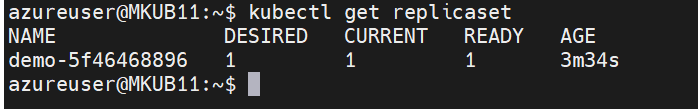 azureuser@MKUB11:~$ kubectl get replicaset
NAME DESIRED CURRENT READY AGE
demo-5f46468896 1 1 1 3m34s
azureuser@MKUB11:~$